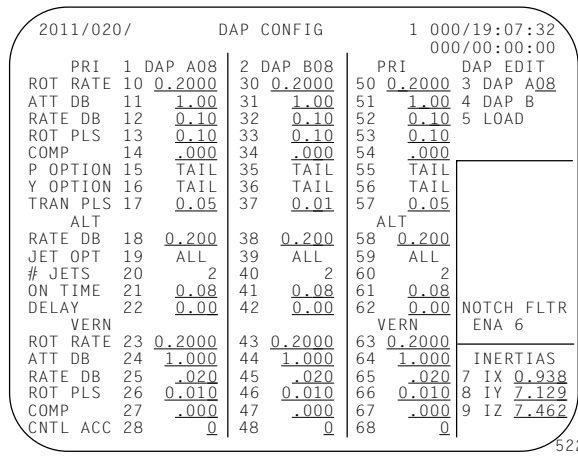 2011/020/ DAP CONFIG 1 000/19:07:32
000/00:00:00
PRI 1 DAP A08 2 DAP B08 PRI DAP EDIT
ROT RATE 10 0.2000 30 0.2000 50 0.2000 3 DAP A08
ATT DB 11 1.00 31 1.00 51 1.00 4 DAP B
RATE DB 12 0.10 32 0.10 52 0.10 5 LOAD
ROT PLS 13 0.10 33 0.10 53 0.10
COMP 14 .000 34 .000 54 .000
P OPTION 15 TAIL 35 TAIL 55 TAIL
Y OPTION 16 TAIL 36 TAIL 56 TAIL
TRAN PLS 17 0.05 37 0.01 57 0.05
ALT ALT
RATE DB 18 0.200 38 0.200 58 0.200
JET OPT 19 ALL 39 ALL 59 ALL
# JETS 20 2 40 2 60 2
ON TIME 21 0.08 41 0.08 61 0.08
DELAY 22 0.00 42 0.00 62 0.00 NOTCH FLTR
VERN VERN ENA 6
ROT RATE 23 0.2000 43 0.2000 63 0.2000
ATT DB 24 1.000 44 1.000 64 1.000 INERTIAS
RATE DB 25 .020 45 .020 65 .020 7 IX 0.938
ROT PLS 26 0.010 46 0.010 66 0.010 8 IY 7.129
COMP 27 .000 47 .000 67 .000 9 IZ 7.462
CNTL ACC 28 0 48 0 68 0